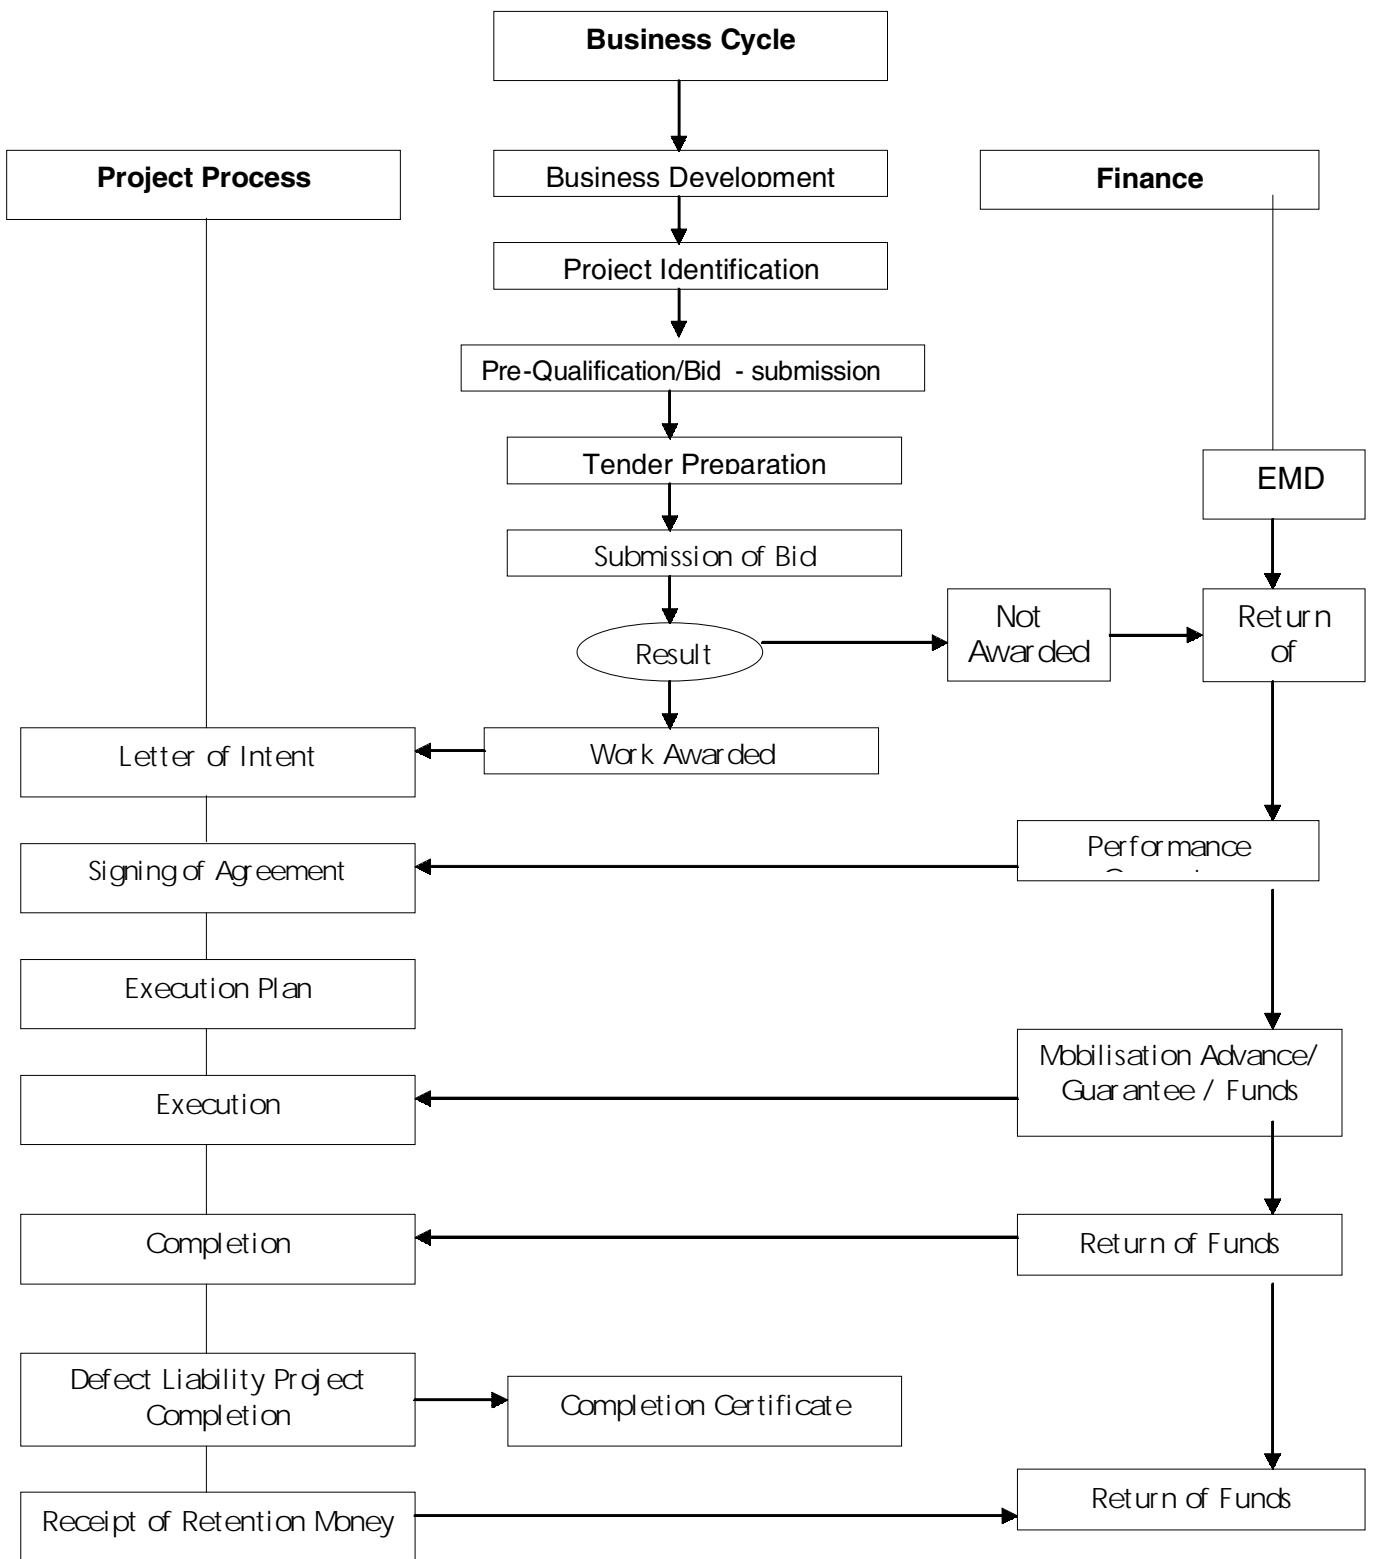 Business Cycle
Project Process
Business Development
Finance
Project Identification
Pre-Qualification/Bid - submission
Tender Preparation
EMD
Submission of Bid
Result
Not
Awarded
Return
of
Letter of Intent
Work Awarded
Signing of Agreement
Performance
Execution Plan
Mobilisation Advance/
Guarantee / Funds
Execution
Completion
Return of Funds
Defect Liability Project
Completion
Completion Certificate
Receipt of Retention Money
Return of Funds